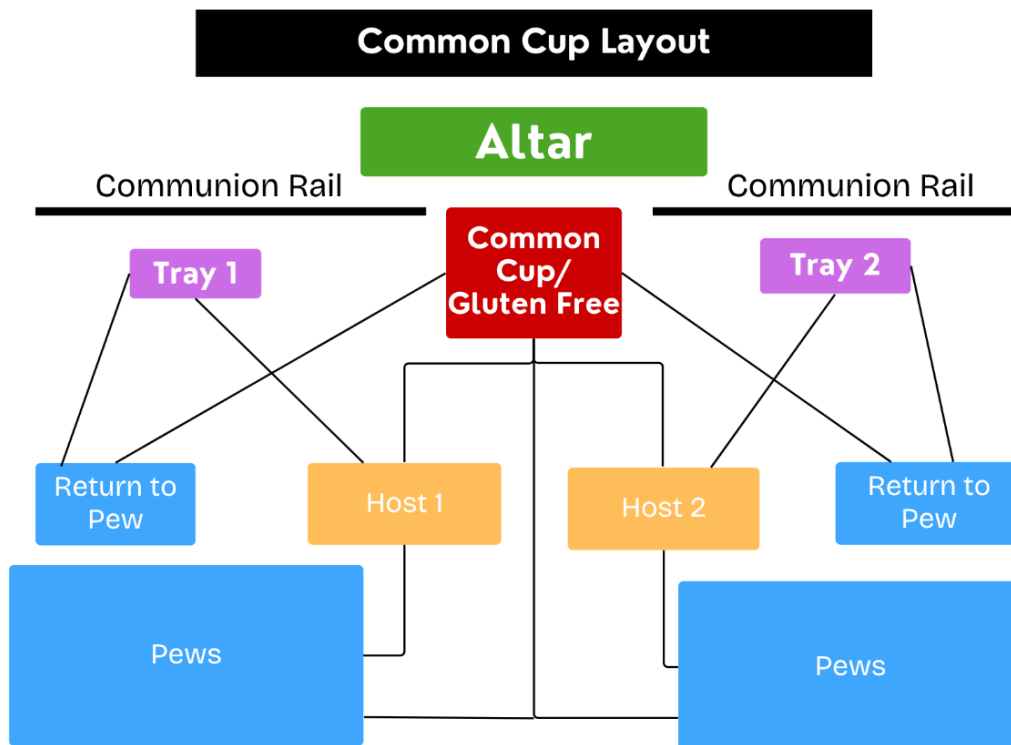 Common Cup Layout
Altar
Communion Rail
Communion Rail
Common
Cup/
Gluten Free
Tray 1
Tray 2
Return to
Pew
Host 1
Host 2
Return to
Pew
Pews
Pews